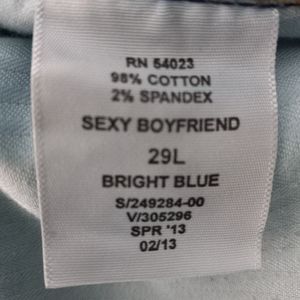 RN 54023
98% COTTON
2% SPANDEX
SEXY BOYFRIEND
29L
BRIGHT BLUE
S/249284-00
V/305296
SPR '13
02/13